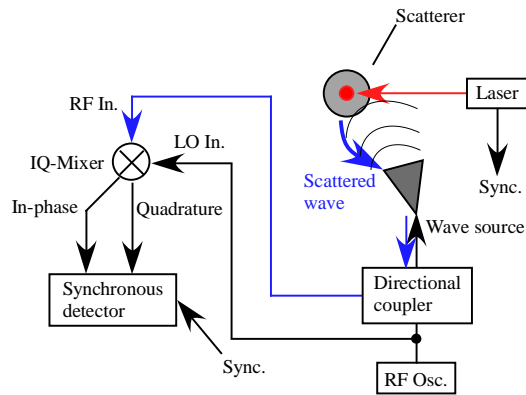 Scatterer
RF In.
Laser
LO In.
IQ-Mixer
Scattered
wave
Sync.
In-phase
Quadrature
Wave source
Synchronous
detector
Directional
coupler
Sync.
RF Osc.